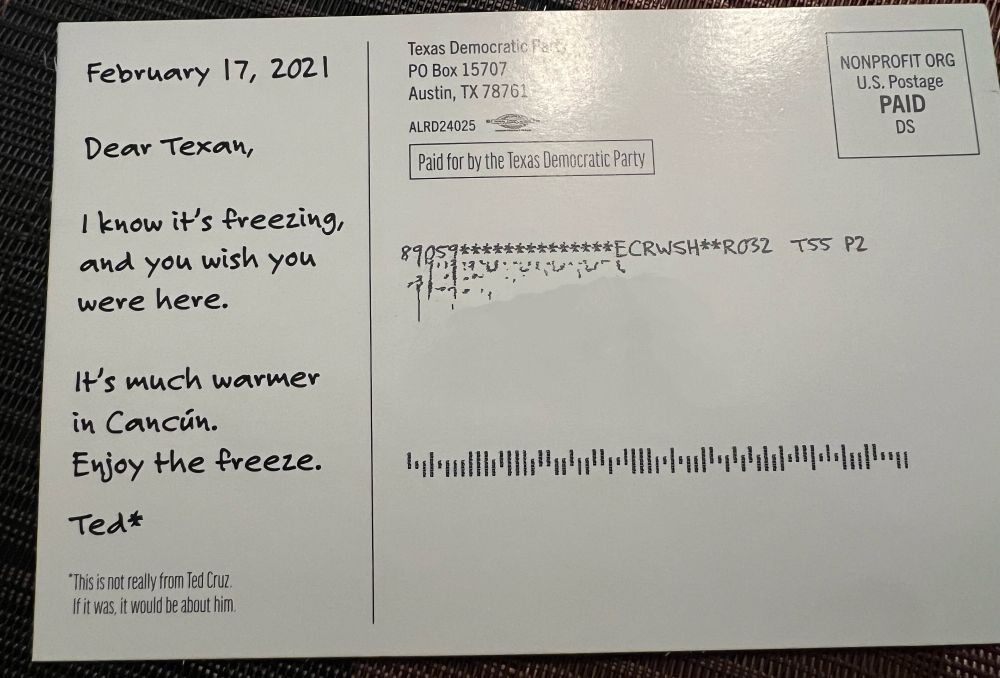 February 17, 2021
Dear Texan,
I know it's freezing,
and you wish you
were here.
It's much warmer
in Cancún.
Enjoy the freeze.
Ted*
*This is not really from Ted Cruz.
If it was, it would be about him.
Texas Democratic Party
PO Box 15707
Austin, TX 78761
ALRD24025
Paid for by the Texas Democratic Party
NONPROFIT ORG
U.S. Postage
PAID
DS
89059**************ECRWSH**R032 T55 P2